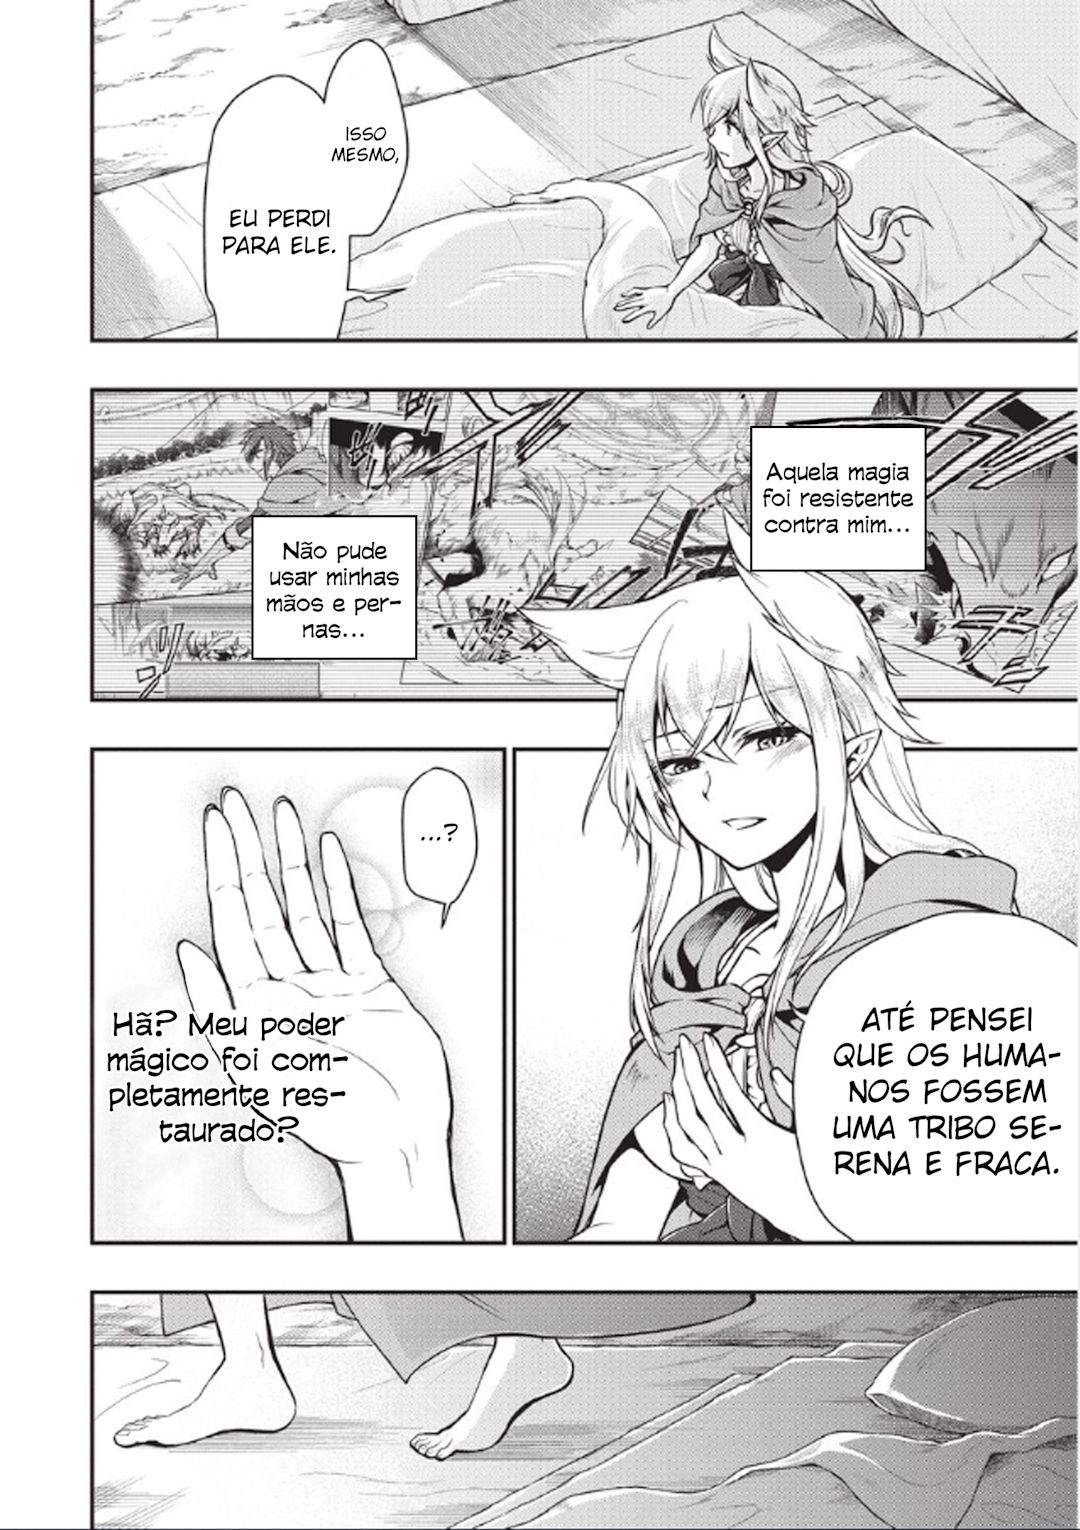 ISSO
MESMO,
EU PERDI
PARA ELE.
Aquela magia
foi resistente
contra mim...
Não pude
usar minhas
mãos e per-
nas...
ATÉ PENSEI
QUE OS HUMA-
NOS FOSSEM
UMA TRIBO SE-
RENA E FRACA.
...?
Hã? Meu poder
mágico foi com-
pletamente res-
taurado?